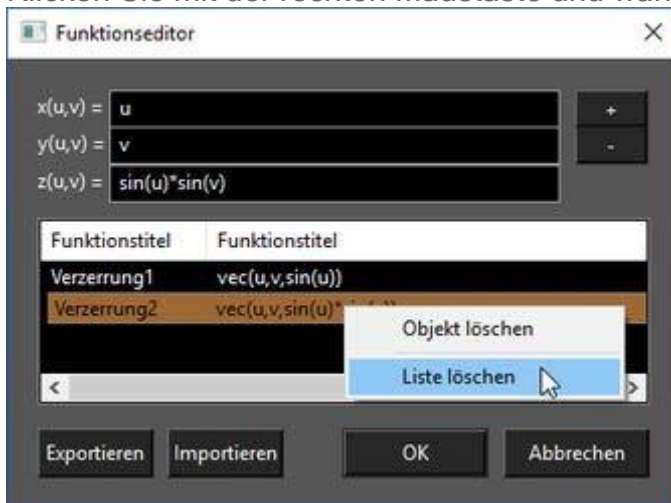 Funktionseditor
x(u,v) = u
+
y(u,v) = v
-
z(u,v) = sin(u)*sin(v)
Funktionstitel Funktionstitel
Verzerrung1 vec(u,v,sin(u))
Verzerrung2 vec(u,v,sin(u)*
Objekt löschen
Liste löschen
Exportieren Importieren OK Abbrechen